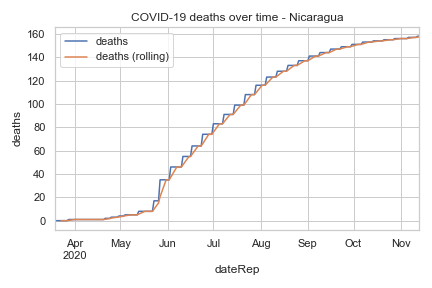 COVID-19 deaths over time - Nicaragua
deaths
deaths (rolling)
160
140
120
100
80
60
40
20
0
deaths
Apr
2020
May
Jun
Jul
Aug
Sep
Oct
Nov
dateRep